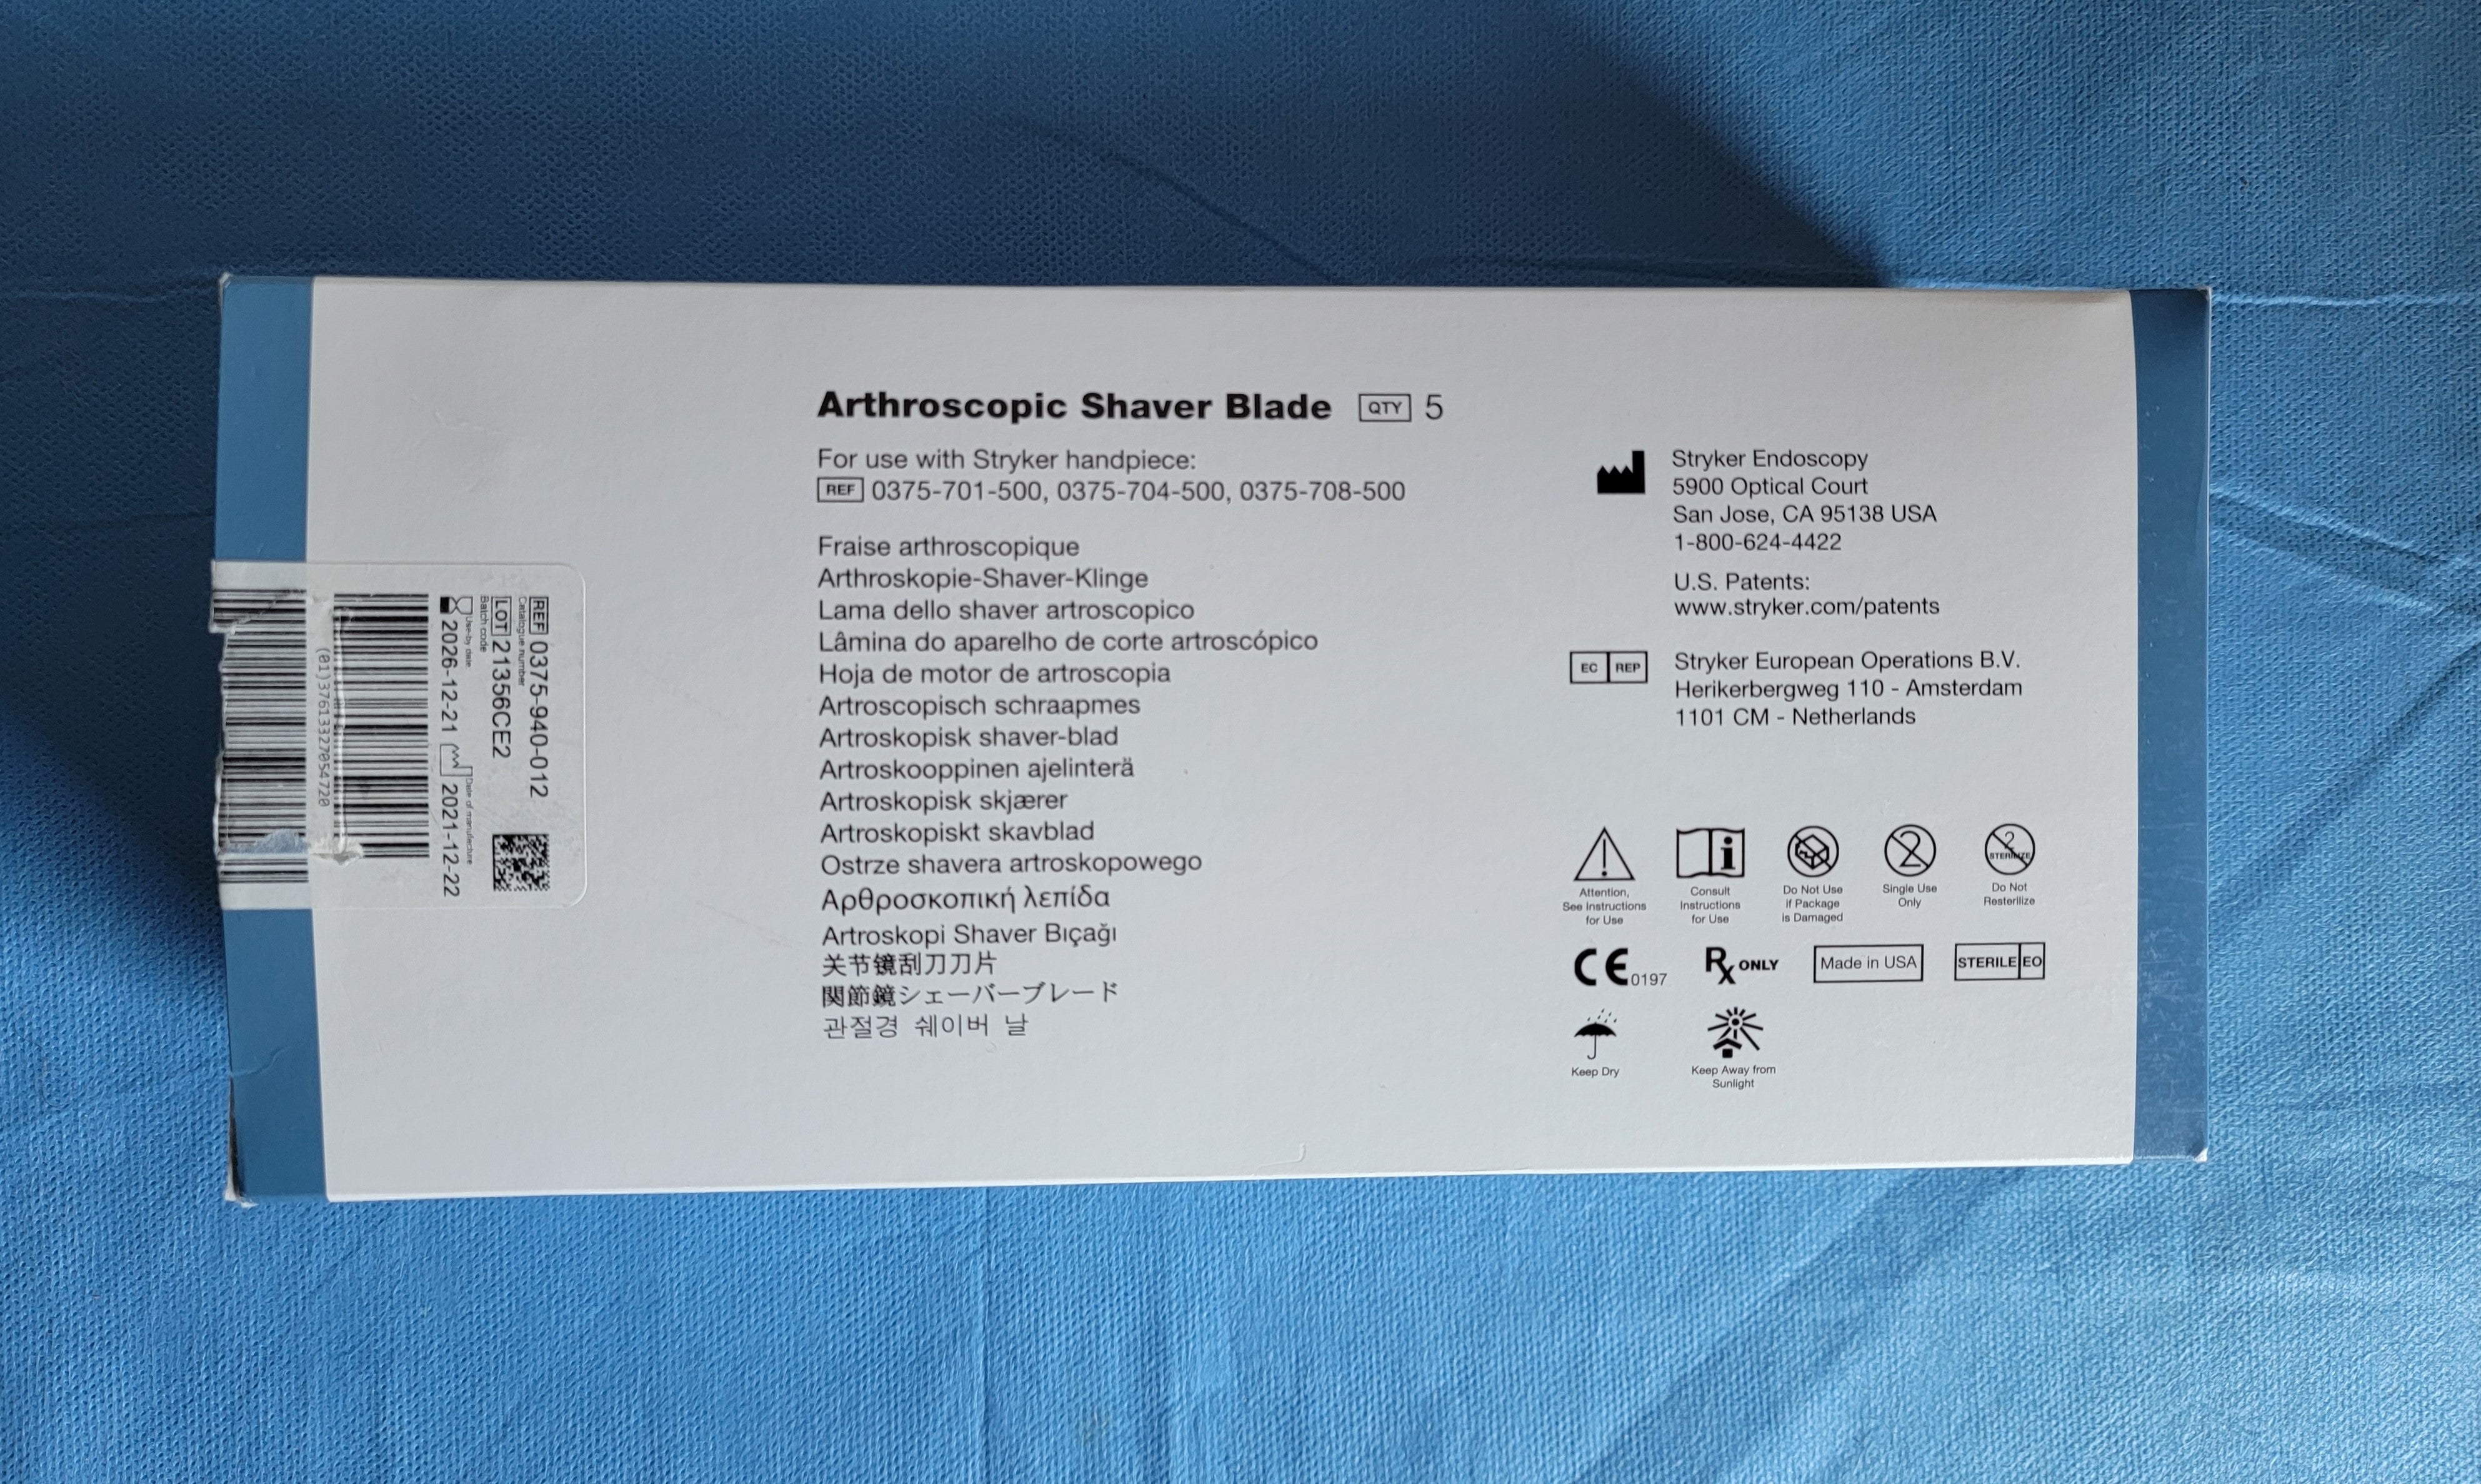 Arthroscopic Shaver Blade QTY 5
For use with Stryker handpiece:
REF 0375-701-500, 0375-704-500, 0375-708-500
Fraise arthroscopique
Arthroskopie-Shaver-Klinge
Lama dello shaver artroscopico
Lâmina do aparelho de corte artroscópico
Hoja de motor de artroscopia
Artroscopisch schraapmes
Artroskopisk shaver-blad
Artroskooppinen ajelinterä
Artroskopisk skjærer
Artroskopiskt skavblad
Ostrze shavera artroskopowego
Αρθροσκοπική λεπίδα
Artroskopi Shaver Bıçağı
关节镜刮刀刀片
関節鏡シェーバーブレード
관절경 쉐이버 날
Stryker Endoscopy
5900 Optical Court
San Jose, CA 95138 USA
1-800-624-4422
U.S. Patents:
www.stryker.com/patents
EC REP
Stryker European Operations B.V.
Herikerbergweg 110 - Amsterdam
1101 CM - Netherlands
Attention,
See Instructions
for Use
Consult
Instructions
for Use
Do Not Use
if Package
is Damaged
2
Single Use
Only
2
STERILIZE
Do Not
Resterilize
CE 0197
Rx ONLY
Made in USA
STERILE EO
Keep Dry
Keep Away from
Sunlight
REF 0375-940-012
Catalogue number
LOT 21356CE2
Batch code
Use-by date
2026-12-21
Date of manufacture
2021-12-22
(01)37613327054720